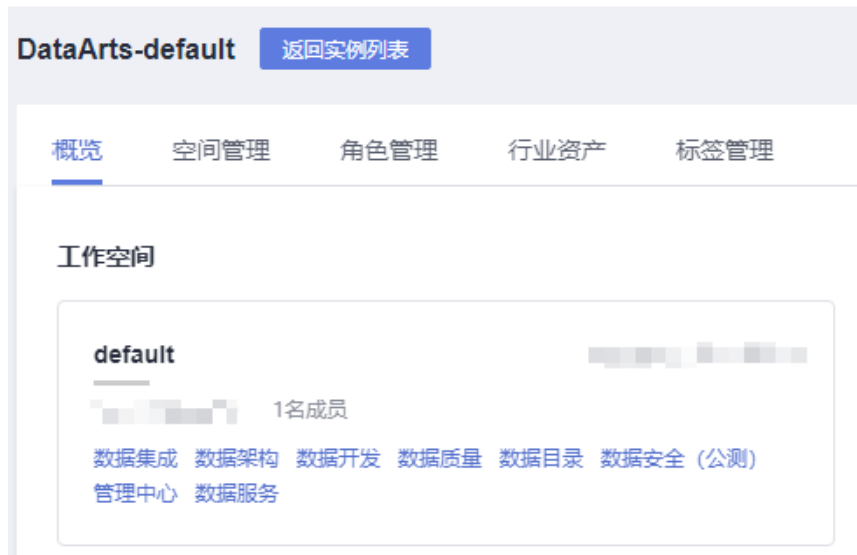 DataArts-default 返回实例列表
概览 空间管理 角色管理 行业资产 标签管理
工作空间
default
1名成员
数据集成 数据架构 数据开发 数据质量 数据目录 数据安全（公测）
管理中心 数据服务